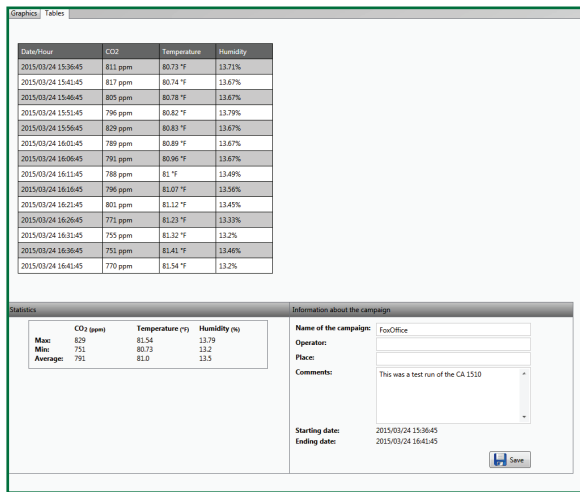 Graphics Tables
Date/Hour CO2 Temperature Humidity
2015/03/24 15:36:45 811 ppm 80.73 °F 13.71%
2015/03/24 15:41:45 817 ppm 80.74 °F 13.67%
2015/03/24 15:46:45 805 ppm 80.78 °F 13.67%
2015/03/24 15:51:45 796 ppm 80.82 °F 13.79%
2015/03/24 15:56:45 829 ppm 80.83 °F 13.67%
2015/03/24 16:01:45 789 ppm 80.89 °F 13.67%
2015/03/24 16:06:45 791 ppm 80.96 °F 13.67%
2015/03/24 16:11:45 788 ppm 81 °F 13.49%
2015/03/24 16:16:45 796 ppm 81.07 °F 13.56%
2015/03/24 16:21:45 801 ppm 81.12 °F 13.45%
2015/03/24 16:26:45 771 ppm 81.23 °F 13.33%
2015/03/24 16:31:45 755 ppm 81.32 °F 13.2%
2015/03/24 16:36:45 751 ppm 81.41 °F 13.46%
2015/03/24 16:41:45 770 ppm 81.54 °F 13.2%
Statistics
CO2 (ppm) Temperature (°F) Humidity (%)
Max: 829 81.54 13.79
Min: 751 80.73 13.2
Average: 791 81.0 13.5
Information about the campaign
Name of the campaign: FoxOffice
Operator:
Place:
Comments: This was a test run of the CA 1510
Starting date: 2015/03/24 15:36:45
Ending date: 2015/03/24 16:41:45
Save